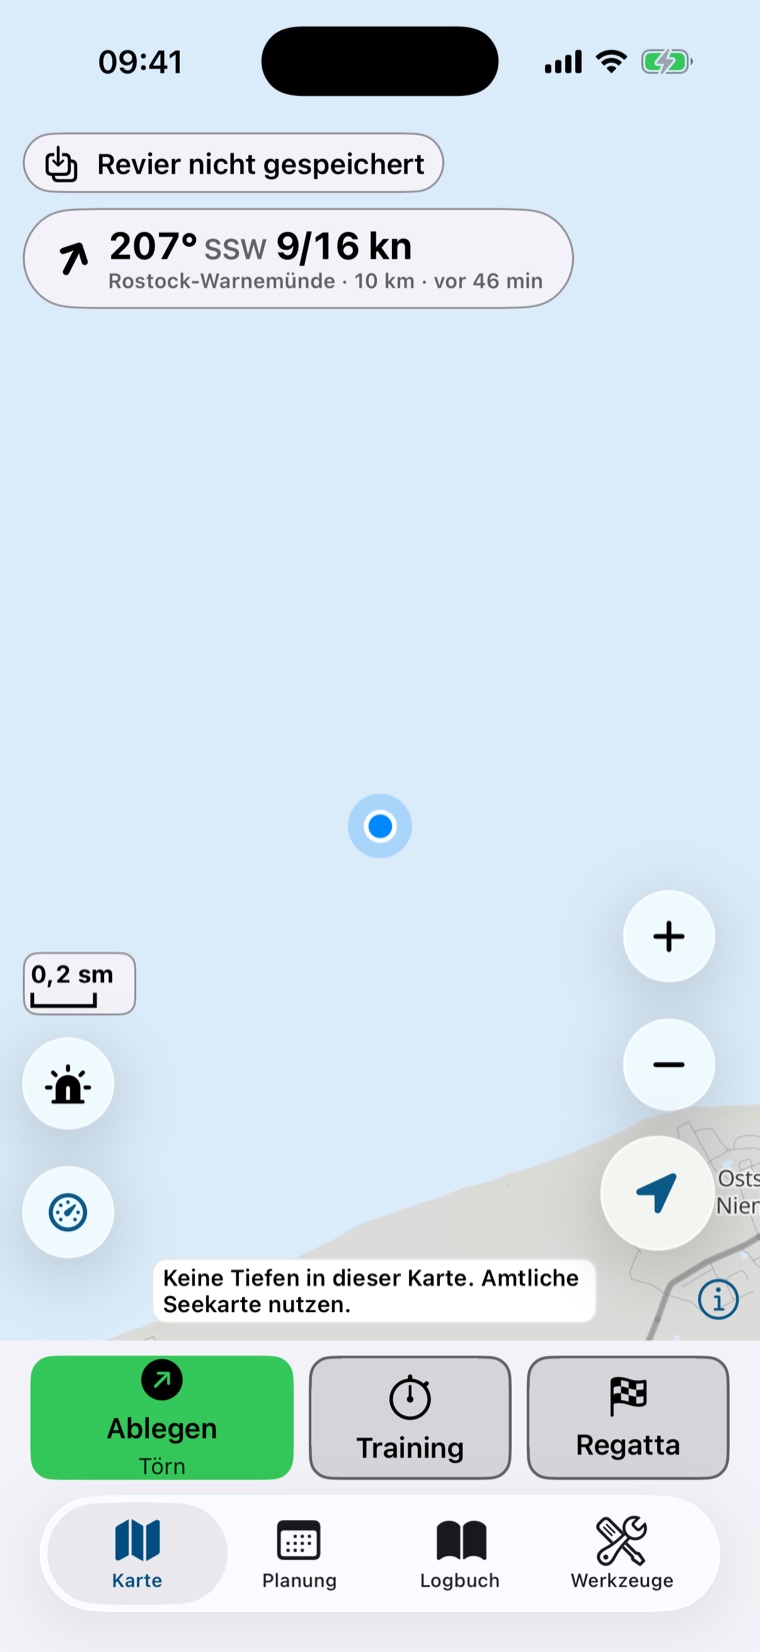 09:41
Revier nicht gespeichert
207° SSW 9/16 kn
Rostock-Warnemünde · 10 km · vor 46 min
0,2 sm
Osts
Nier
Keine Tiefen in dieser Karte. Amtliche
Seekarte nutzen.
Ablegen
Törn
Training
Regatta
Karte
Planung
Logbuch
Werkzeuge